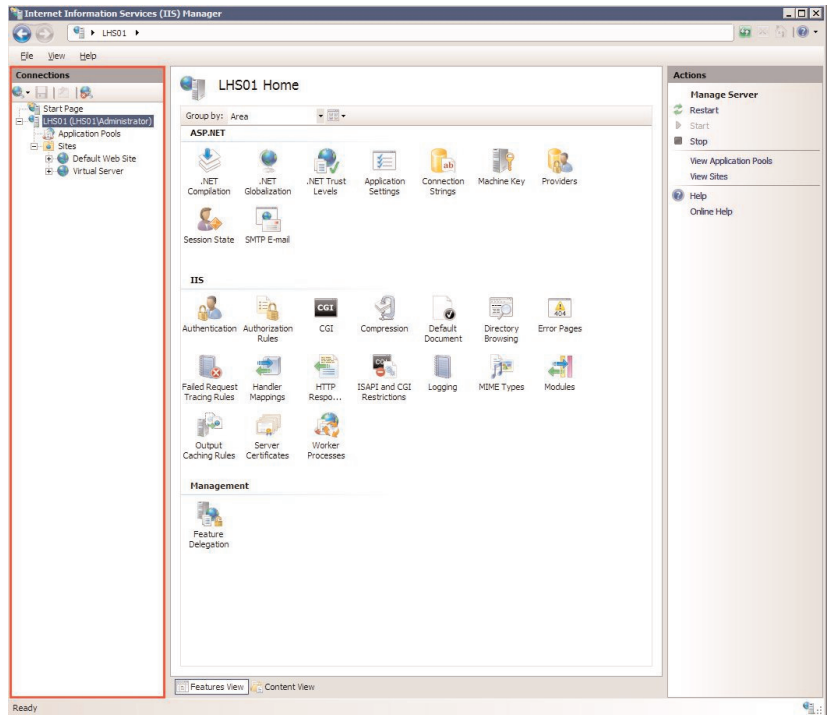 Internet Information Services (IIS) Manager
LHS01
File View Help
Connections
Start Page
LHS01 (LHS01\Administrator)
Application Pools
Sites
Default Web Site
Virtual Server
LHS01 Home
Group by: Area
ASP.NET
.NET Compilation
.NET Globalization
.NET Trust Levels
Application Settings
Connection Strings
Machine Key
Providers
Session State
SMTP E-mail
IIS
Authentication
Authorization Rules
CGI
CGI
Compression
Default Document
Directory Browsing
404
Error Pages
Failed Request Tracing Rules
Handler Mappings
HTTP Respo...
ISAPI and CGI Restrictions
Logging
MIME Types
Modules
Output Caching Rules
Server Certificates
Worker Processes
Management
Feature Delegation
Features View
Content View
Actions
Manage Server
Restart
Start
Stop
View Application Pools
View Sites
Help
Online Help
Ready